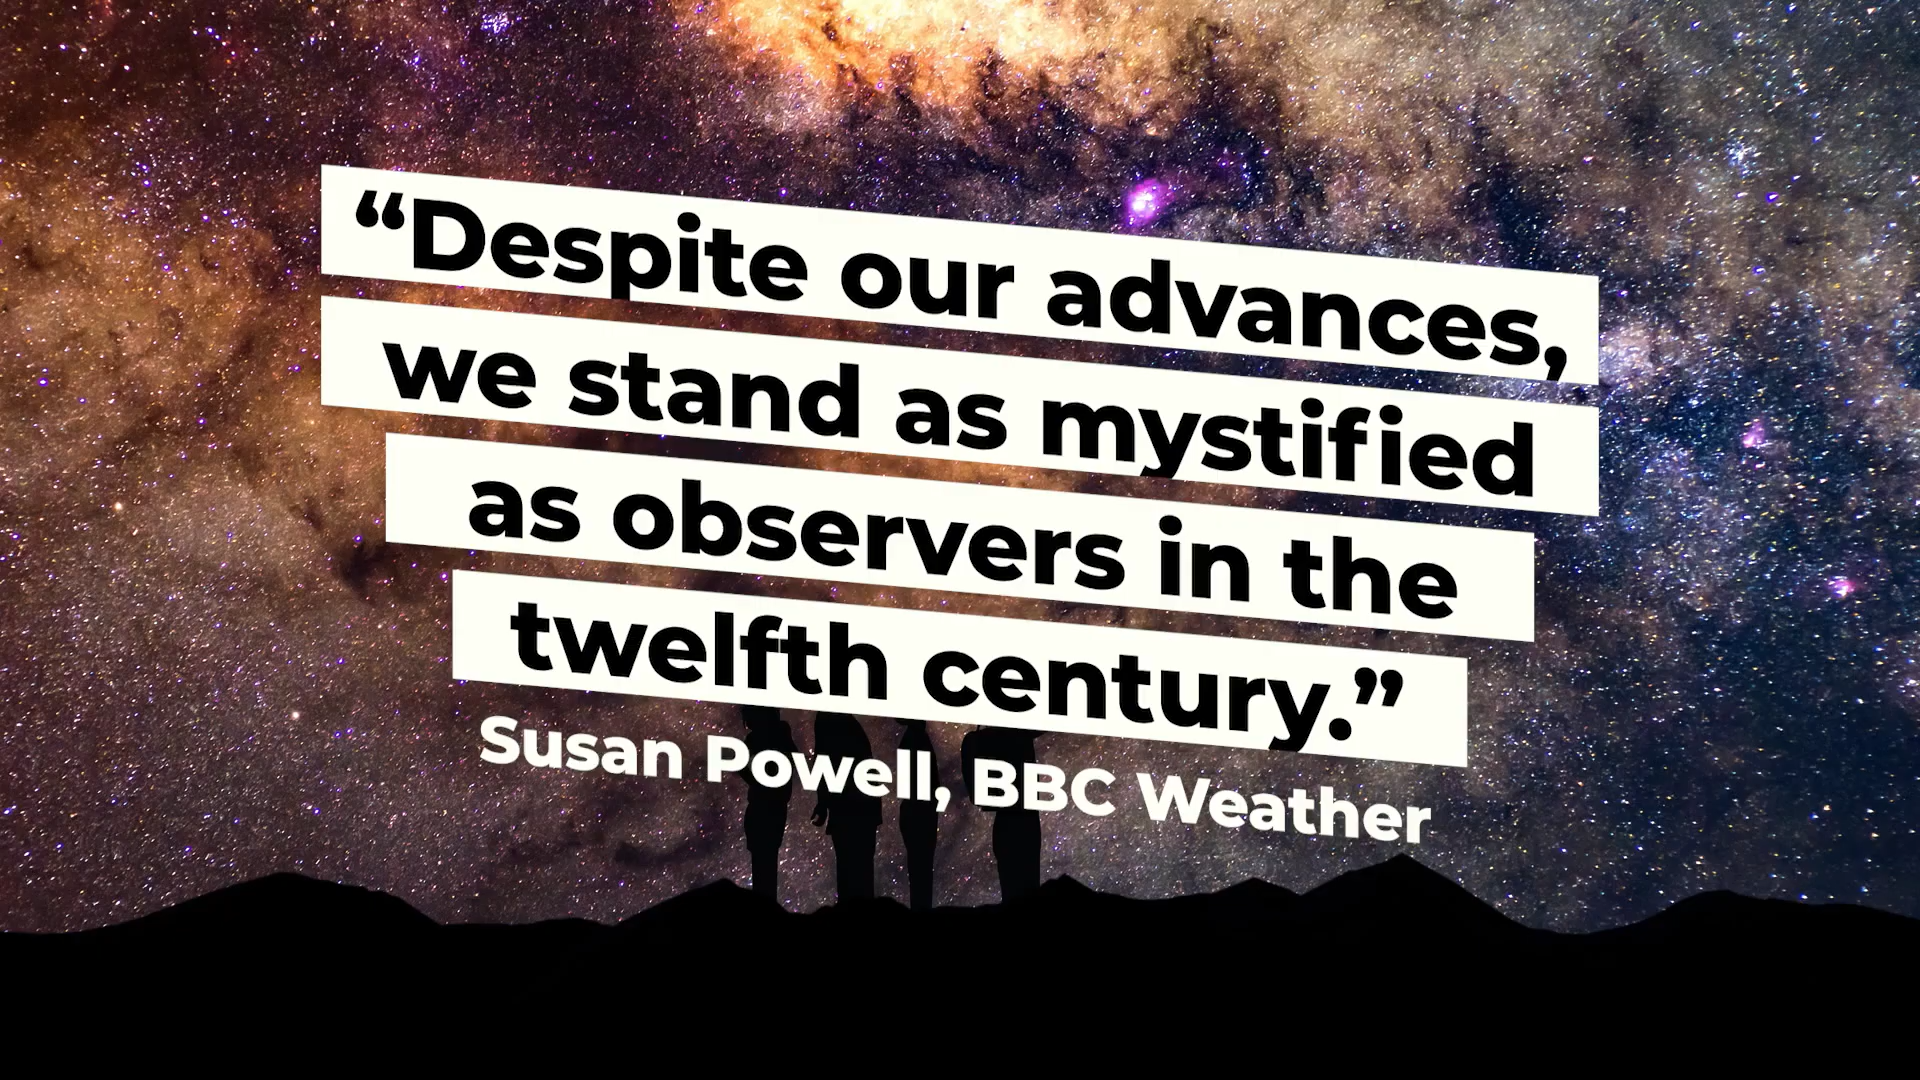 “Despite our advances,
we stand as mystified
as observers in the
twelfth century.”
Susan Powell, BBC Weather